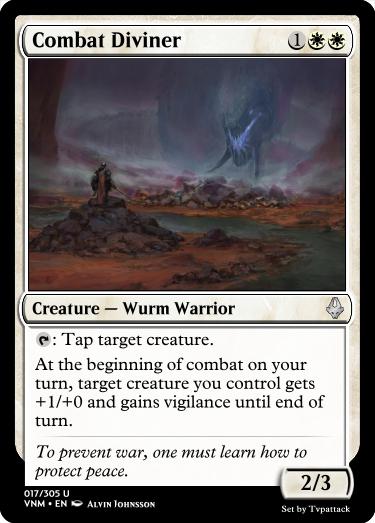 Combat Diviner 1
Creature — Wurm Warrior
: Tap target creature.
At the beginning of combat on your
turn, target creature you control gets
+1/+0 and gains vigilance until end of
turn.
To prevent war, one must learn how to
protect peace.
2/3
017/305 U
VNM • EN Alvin Johnsson
Set by Tvpattack